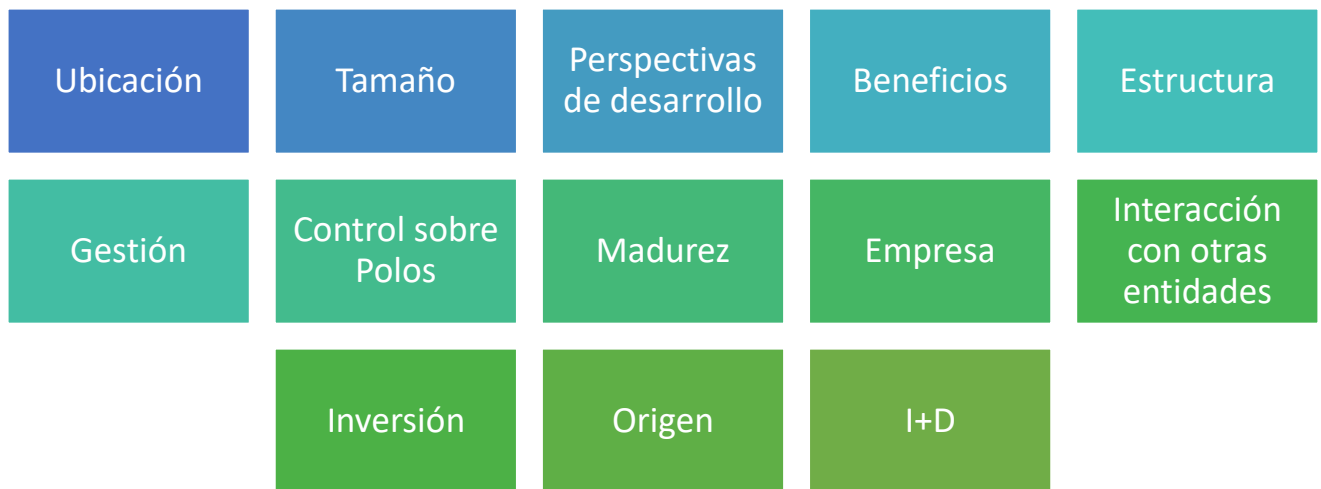 Ubicación
Tamaño
Perspectivas
de desarrollo
Beneficios
Estructura
Gestión
Control sobre
Polos
Madurez
Empresa
Interacción
con otras
entidades
Inversión
Origen
I+D